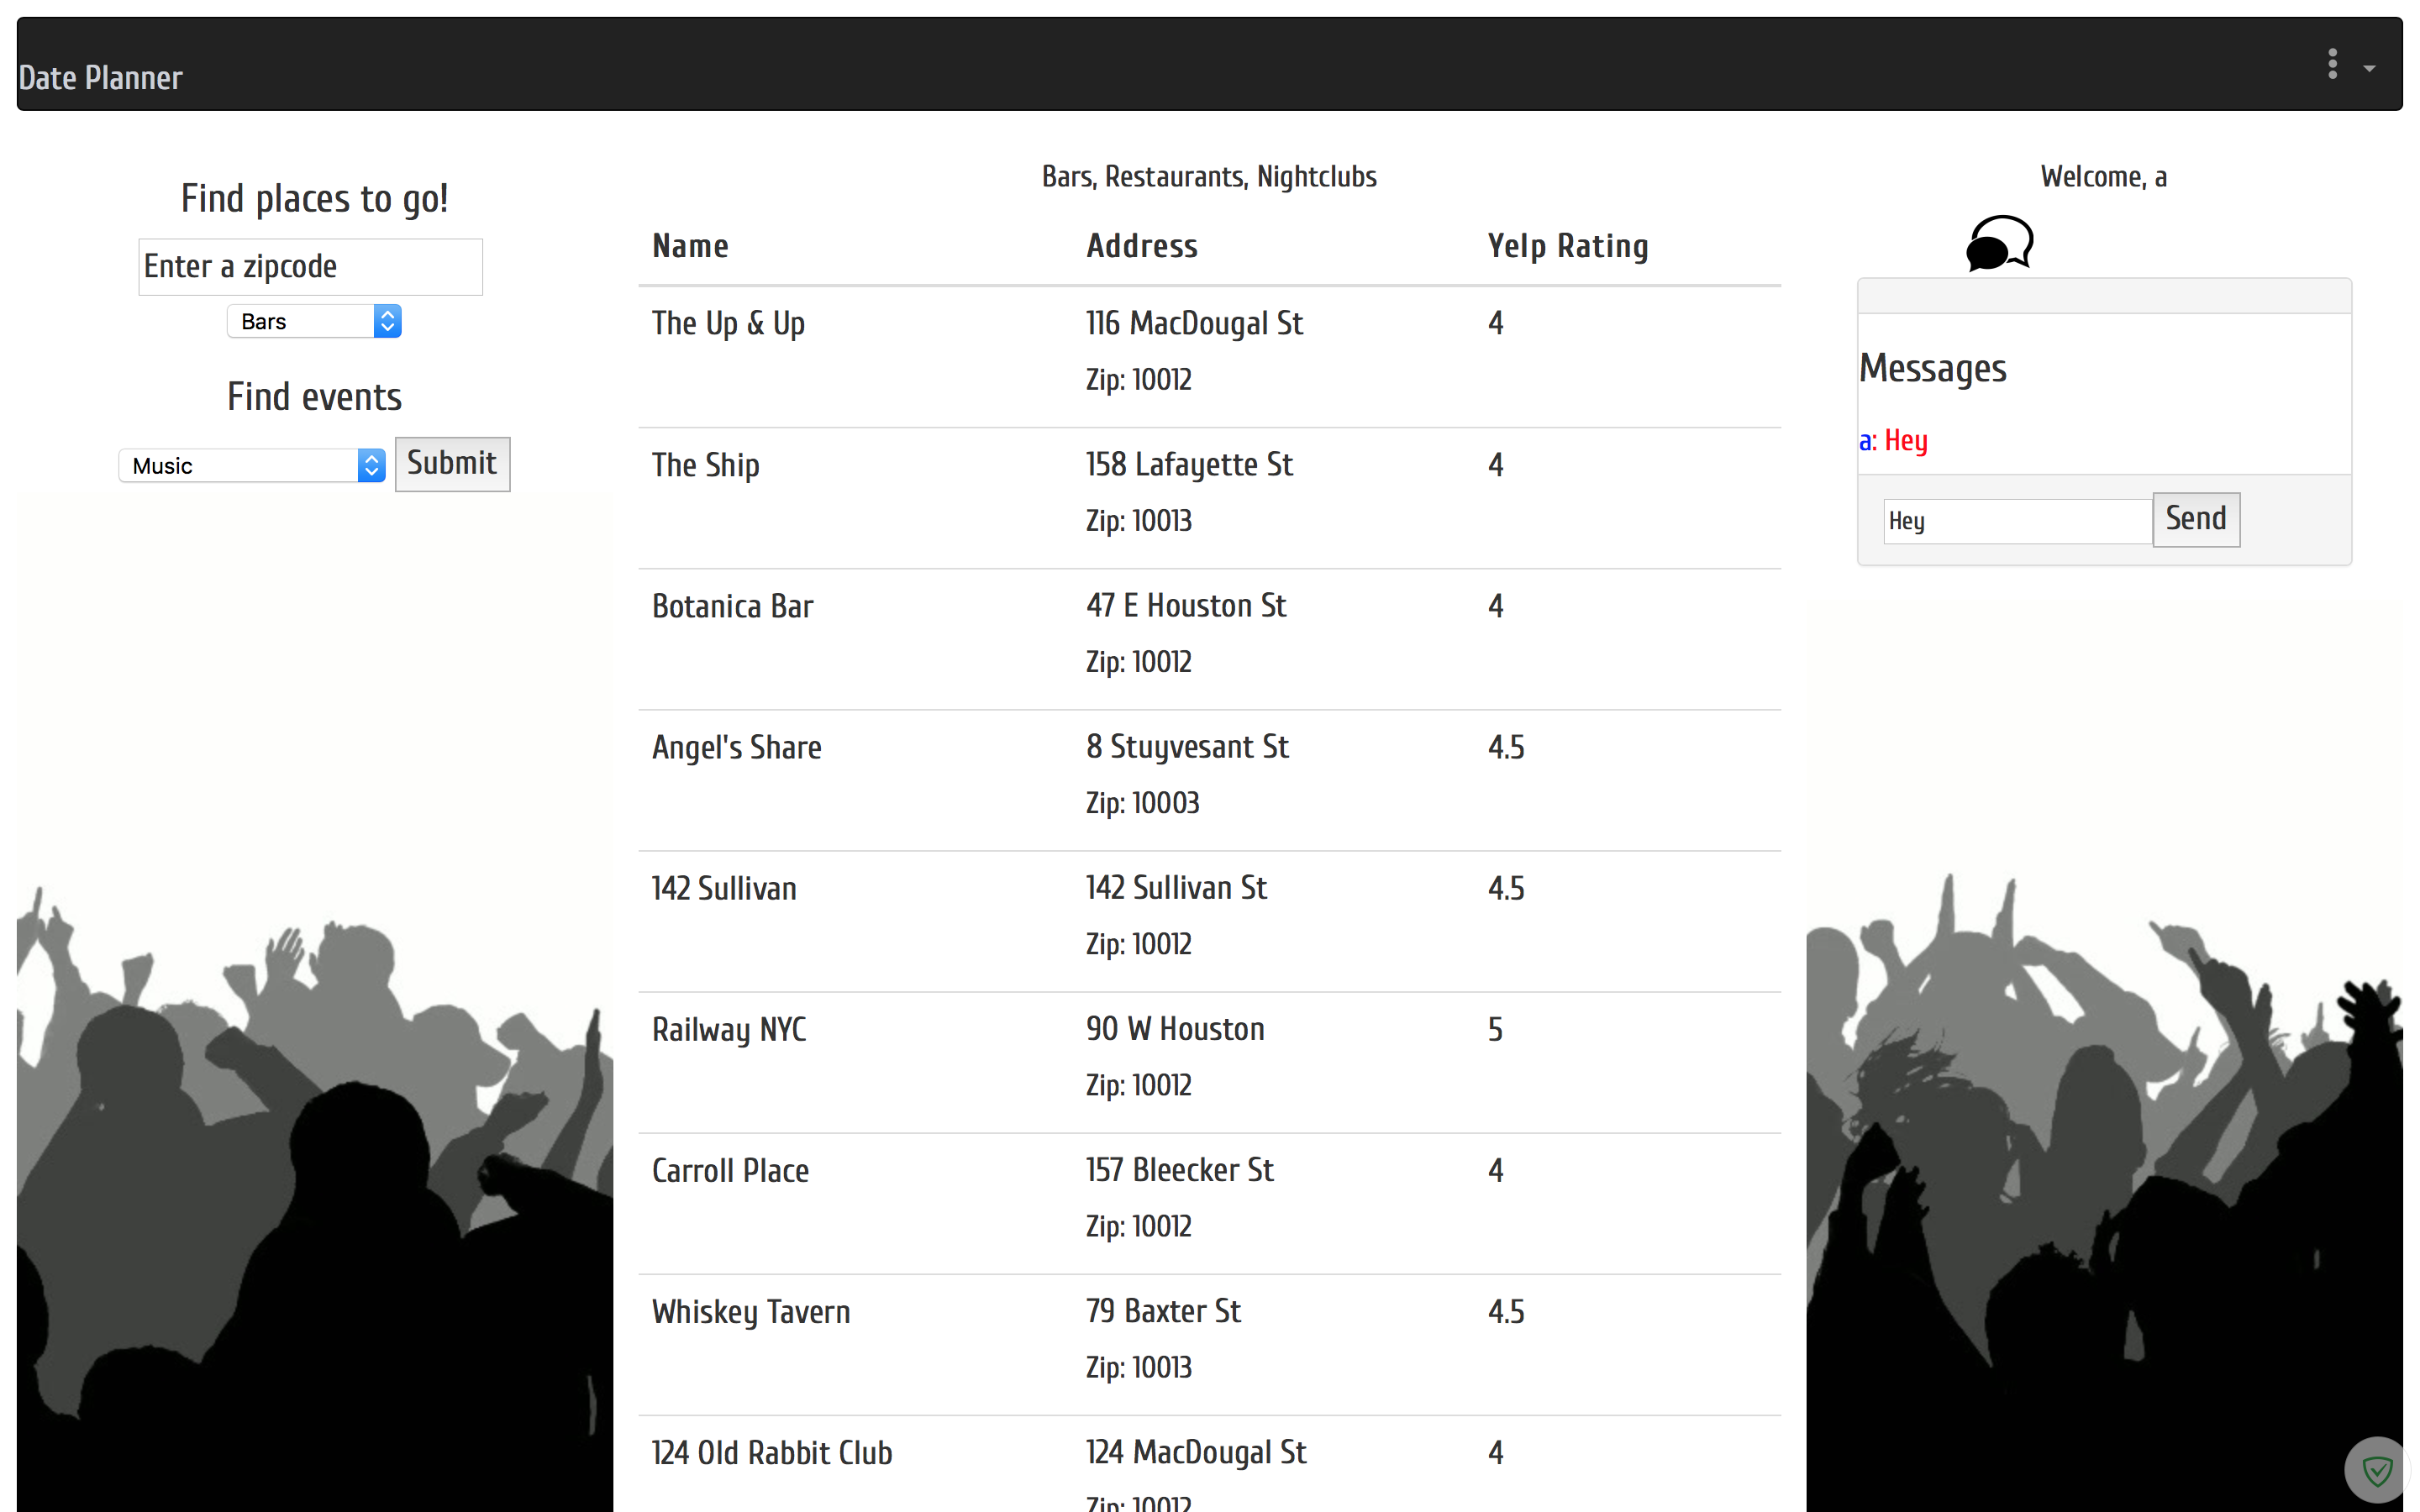 Date Planner
Find places to go!
Enter a zipcode
Bars
Find events
Music
Submit
Bars, Restaurants, Nightclubs
Name Address Yelp Rating
The Up & Up 116 MacDougal St 4
Zip: 10012
The Ship 158 Lafayette St 4
Zip: 10013
Botanica Bar 47 E Houston St 4
Zip: 10012
Angel's Share 8 Stuyvesant St 4.5
Zip: 10003
142 Sullivan 142 Sullivan St 4.5
Zip: 10012
Railway NYC 90 W Houston 5
Zip: 10012
Carroll Place 157 Bleecker St 4
Zip: 10012
Whiskey Tavern 79 Baxter St 4.5
Zip: 10013
124 Old Rabbit Club 124 MacDougal St 4
Zip: 10012
Welcome, a
Messages
a: Hey
Hey
Send